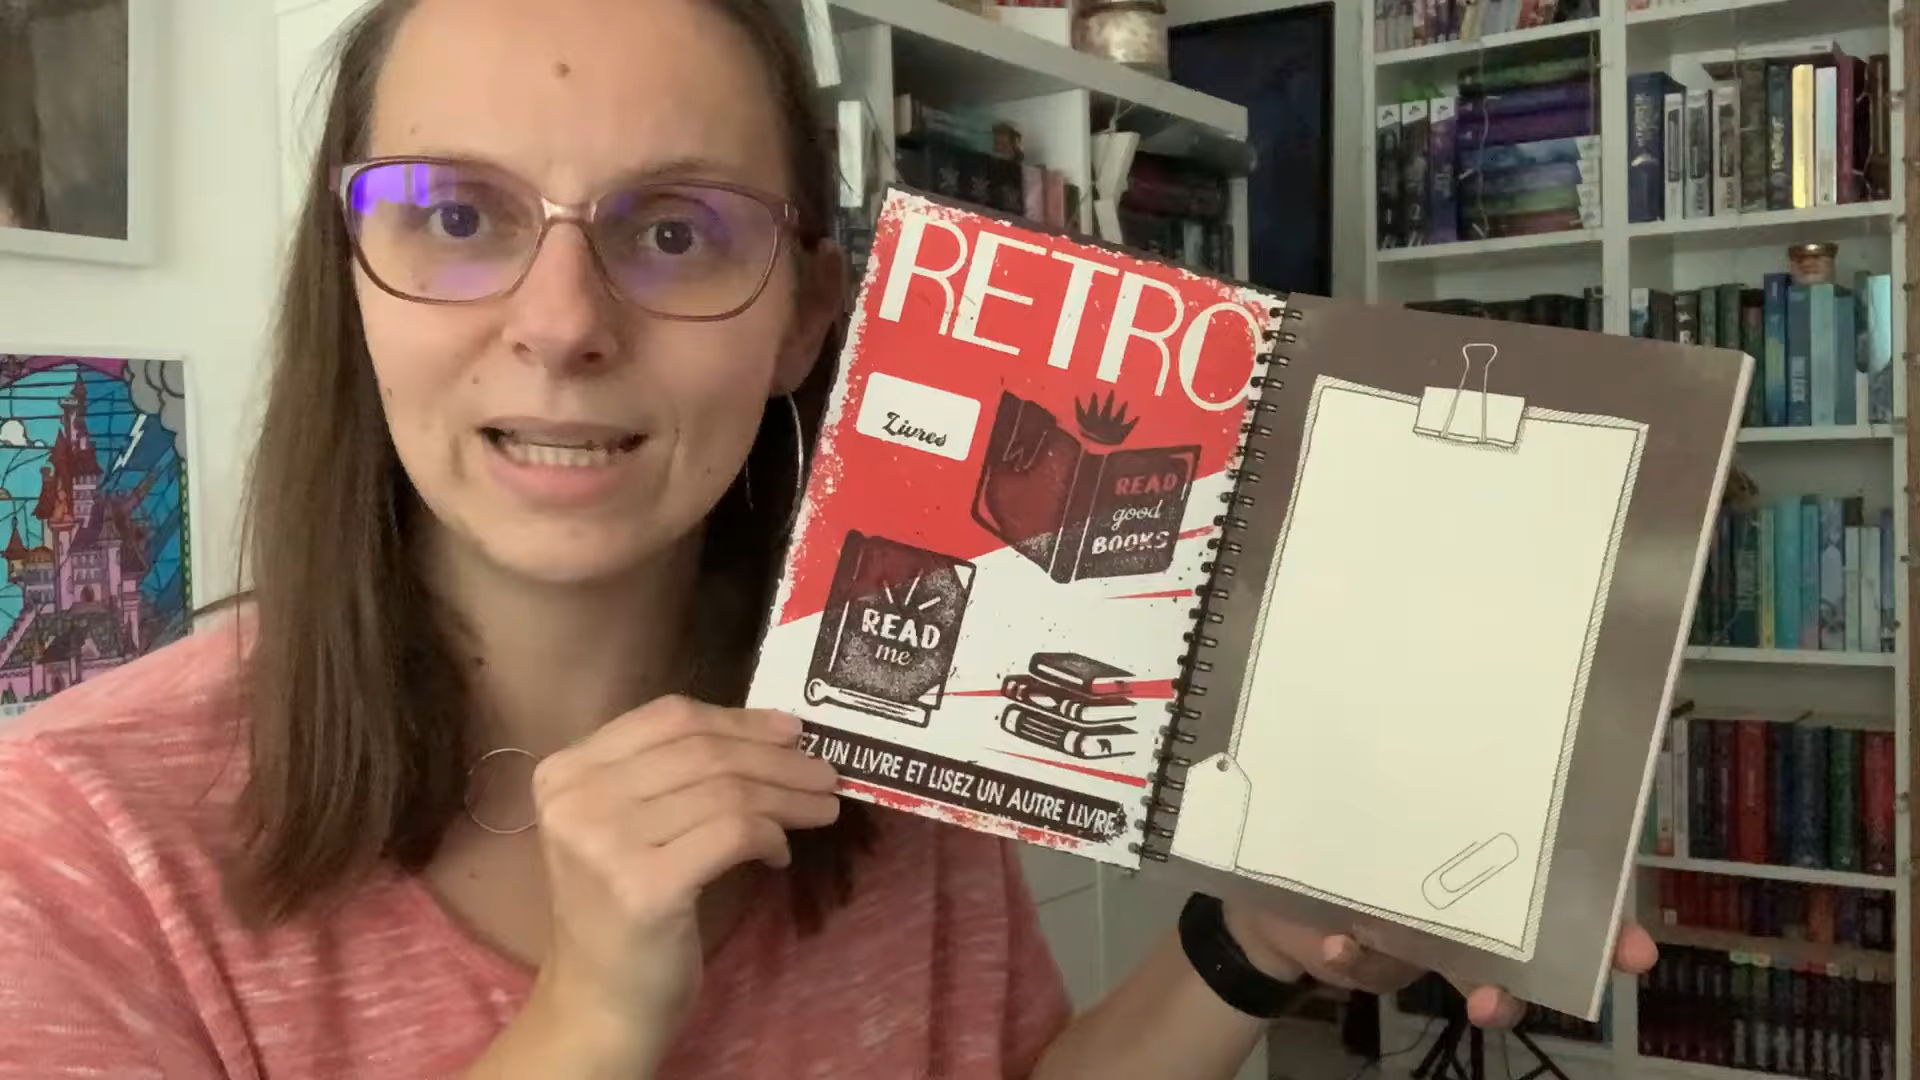 RETRO
Livres
READ
good
BOOKS
READ
me
EZ UN LIVRE ET LISEZ UN AUTRE LIVRE